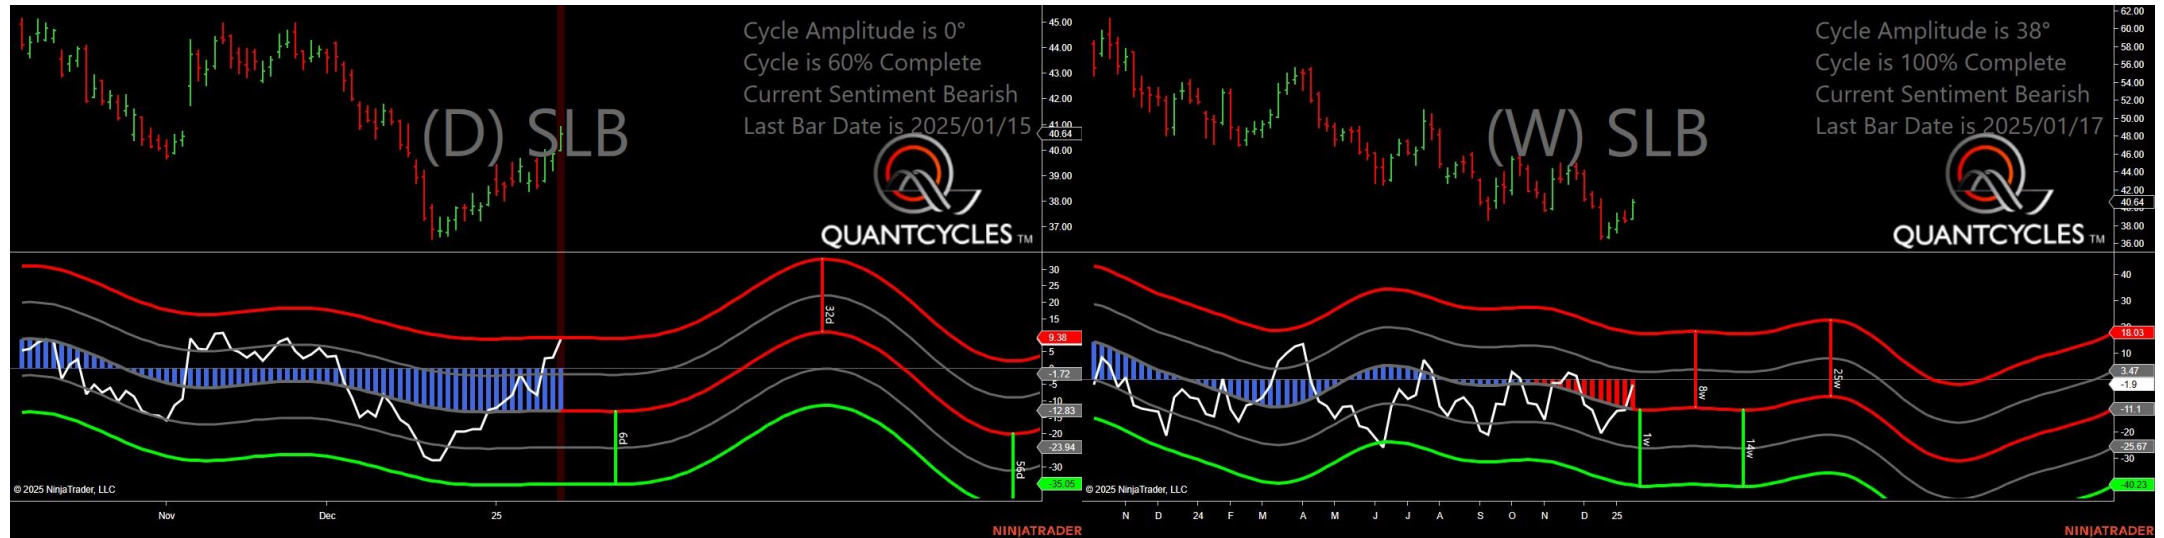 Cycle Amplitude is 0°
Cycle is 60% Complete
Current Sentiment Bearish
Last Bar Date is 2025/01/15
(D) SLB
QUANTCYCLES TM
45.00
44.00
43.00
42.00
41.00
40.64
40.00
39.00
38.00
37.00
30
25
20
15
9.38
5
-1.72
-5
-10
-12.83
-20
-23.94
-30
-35.05
32d
6d
56d
© 2025 NinjaTrader, LLC
Nov
Dec
25
NINJATRADER
Cycle Amplitude is 38°
Cycle is 100% Complete
Current Sentiment Bearish
Last Bar Date is 2025/01/17
(W) SLB
QUANTCYCLES TM
62.00
60.00
58.00
56.00
54.00
52.00
50.00
48.00
46.00
44.00
42.00
40.64
38.00
36.00
40
30
18.03
10
3.47
-1.9
-11.1
-20
-25.67
-30
-40.23
8w
25w
1w
14w
© 2025 NinjaTrader, LLC
N D 24 F M A M J J A S O N D 25
NINJATRADER